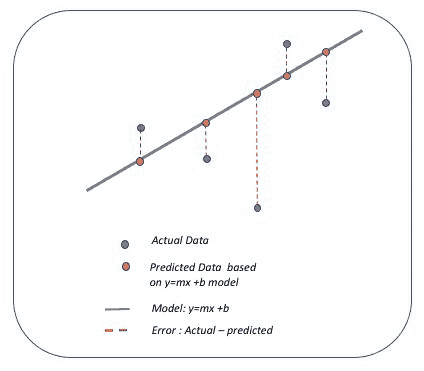 Actual Data
Predicted Data based
on y=mx +b model
Model: y=mx +b
Error : Actual – predicted